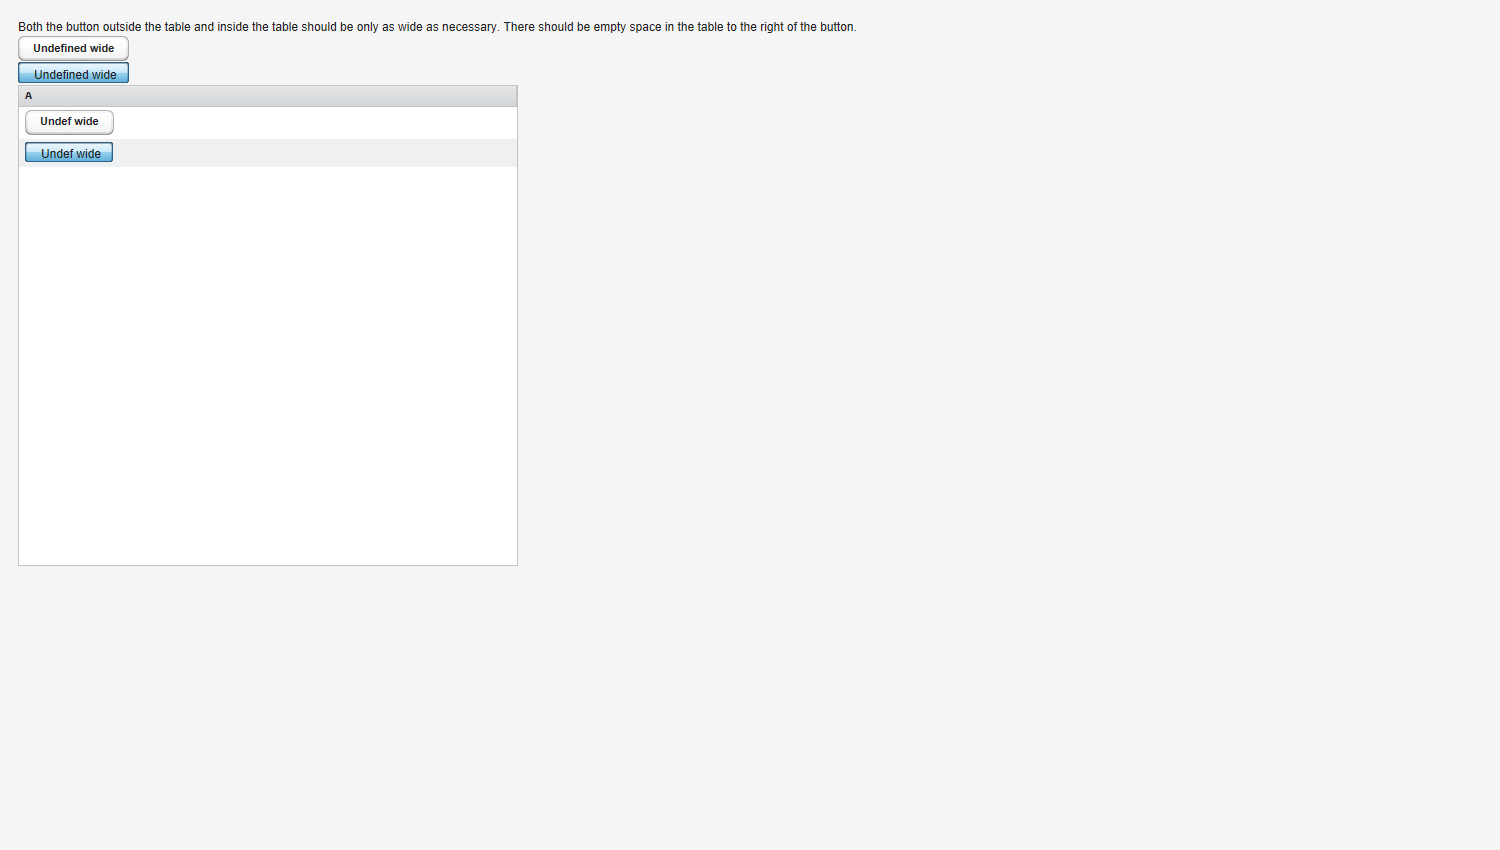 Both the button outside the table and inside the table should be only as wide as necessary. There should be empty space in the table to the right of the button.
Undefined wide
Undefined wide
A
Undef wide
Undef wide